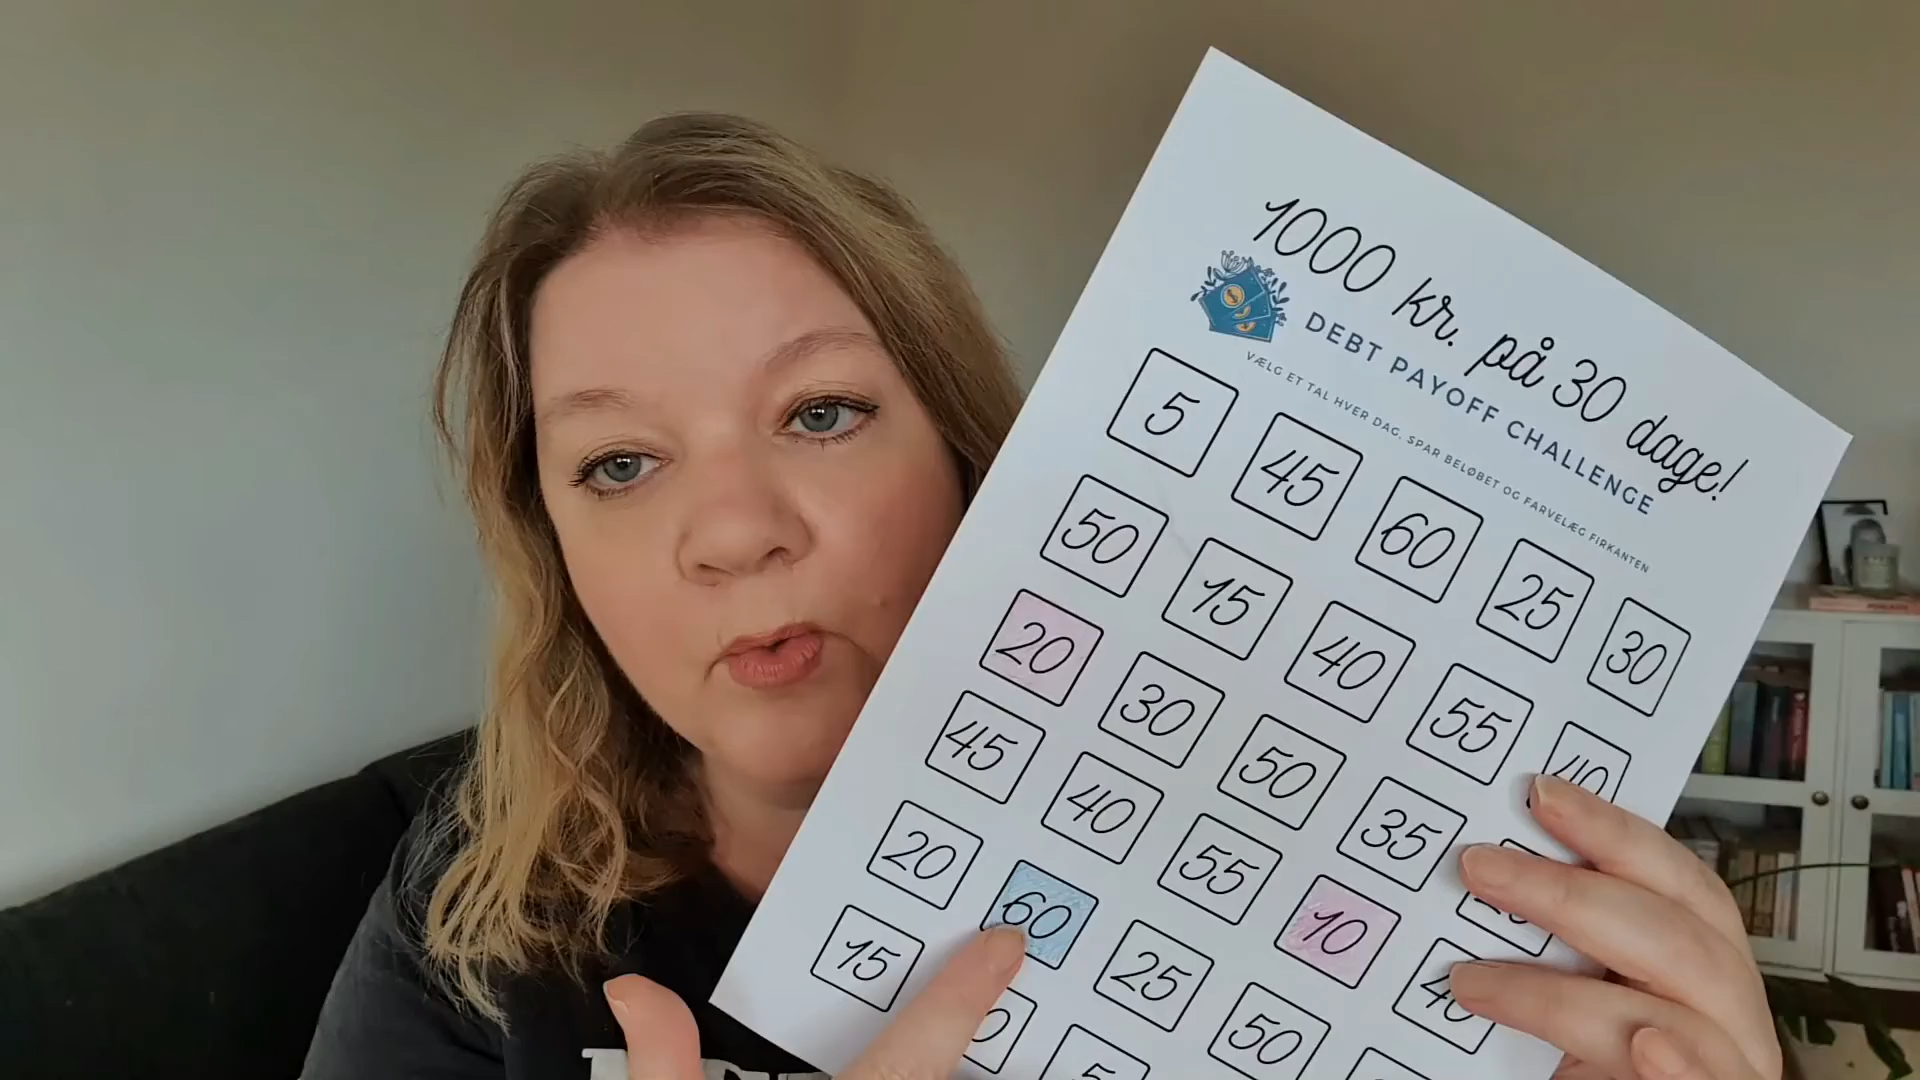 1000 kr. på 30 dage!
DEBT PAYOFF CHALLENGE
VÆLG ET TAL HVER DAG, SPAR BELØBET OG FARVELÆG FIRKANTEN
5 45 60 25 30
50 15 40 55 40
20 30 50 35
45 40 55 10
20 60 25 50
15 5